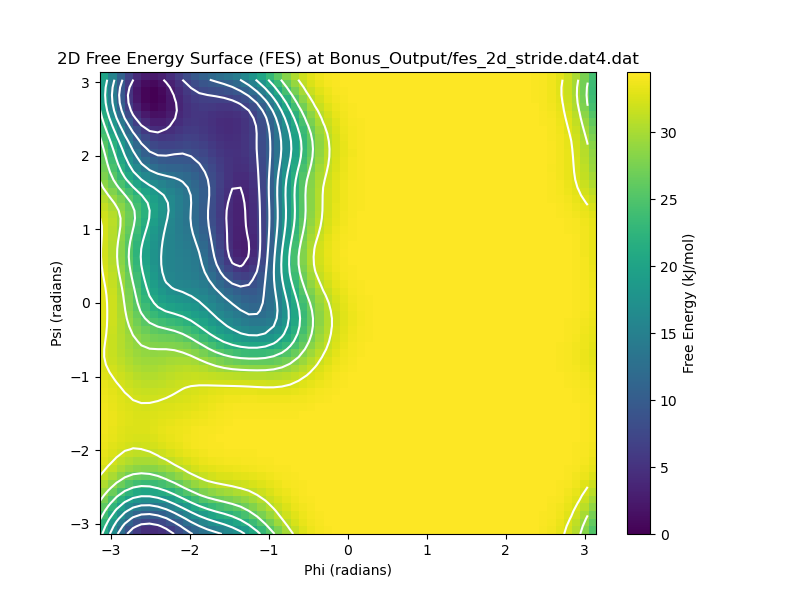 2D Free Energy Surface (FES) at Bonus_Output/fes_2d_stride.dat4.dat
3
2
1
0
−1
−2
−3
Psi (radians)
−3 −2 −1 0 1 2 3
Phi (radians)
30
25
20
15
10
5
0
Free Energy (kJ/mol)